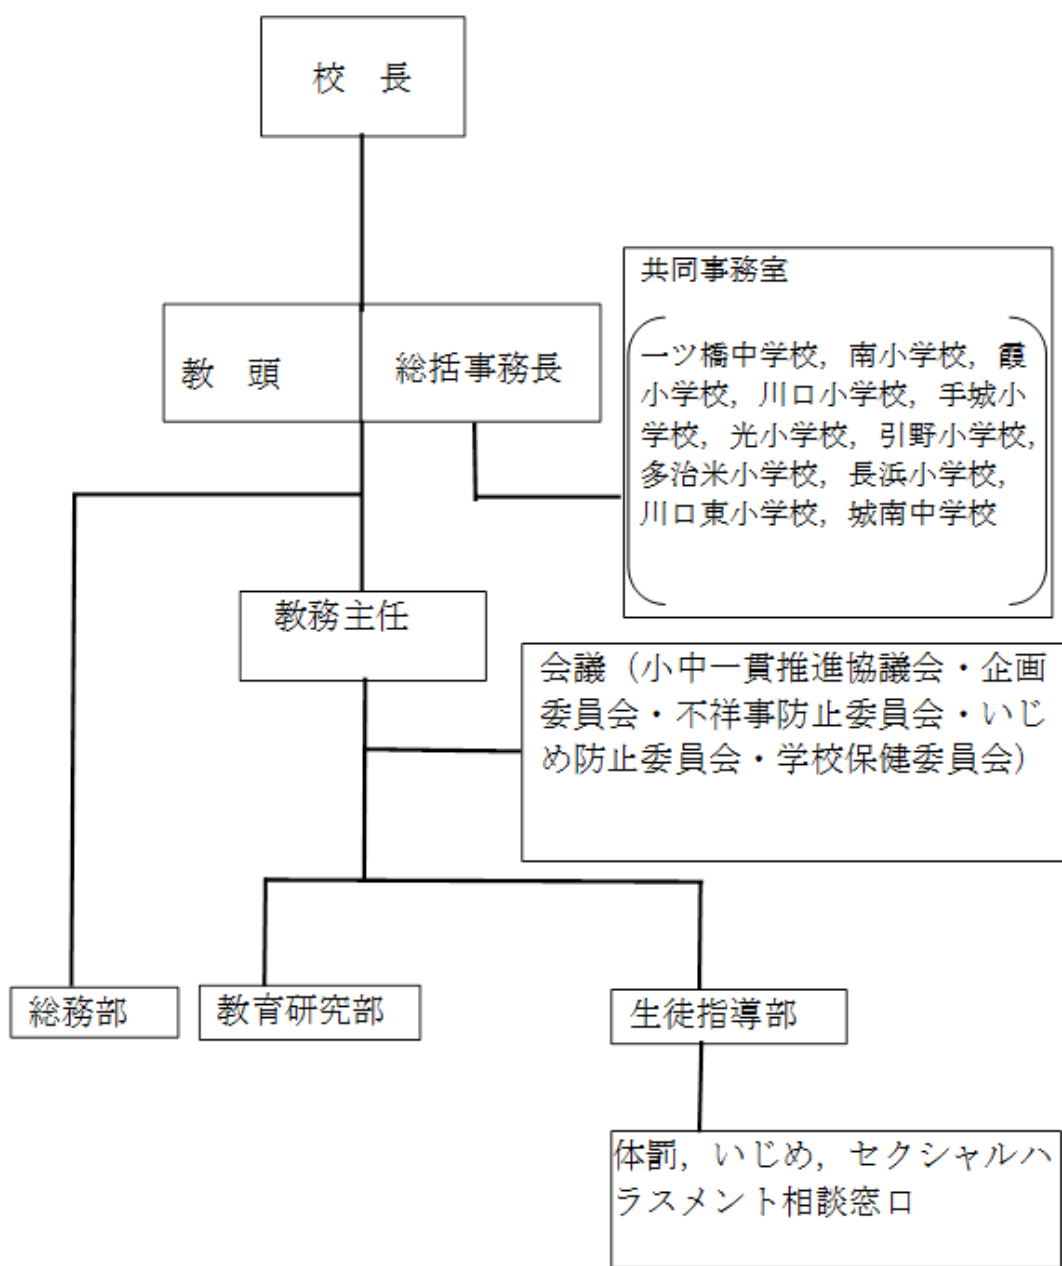 校　長
教　頭
総括事務長
共同事務室
一ツ橋中学校，南小学校，霞
小学校，川口小学校，手城小
学校，光小学校，引野小学校，
多治米小学校，長浜小学校，
川口東小学校，城南中学校
教務主任
会議（小中一貫推進協議会・企画
委員会・不祥事防止委員会・いじ
め防止委員会・学校保健委員会）
総務部
教育研究部
生徒指導部
体罰，いじめ，セクシャルハ
ラスメント相談窓口